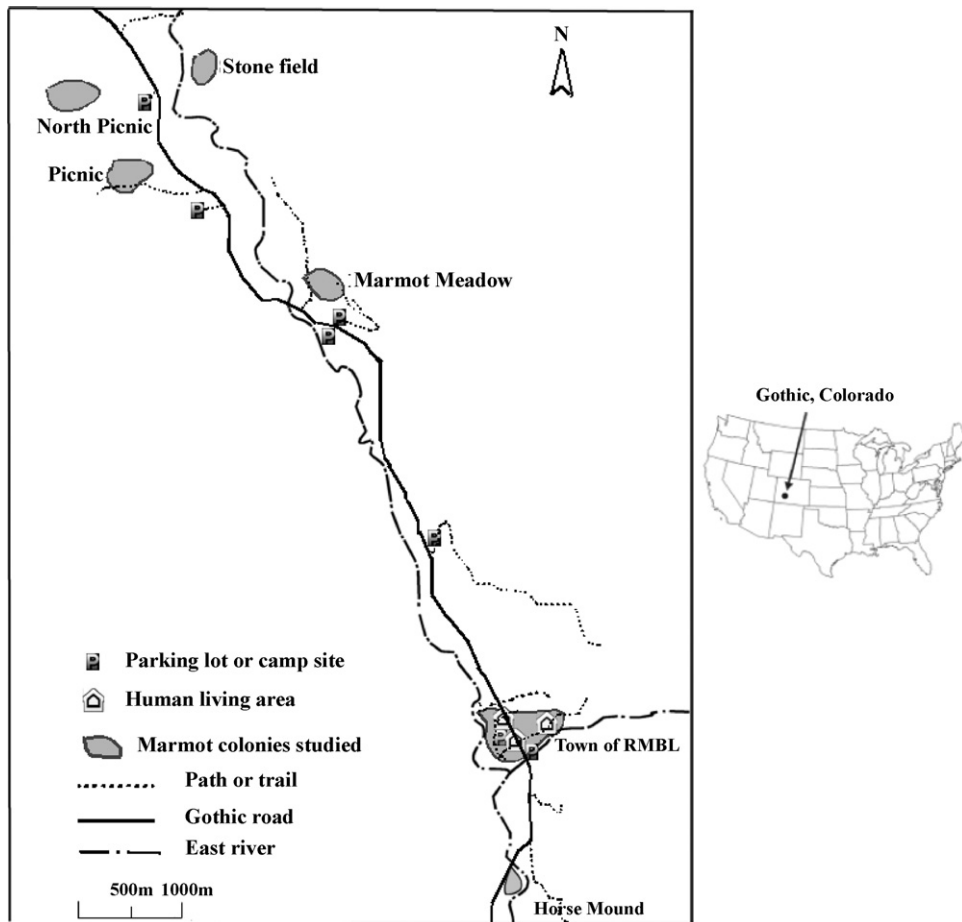 Stone field
N
P
North Picnic
Picnic
P
Marmot Meadow
P
P
Gothic, Colorado
P
P Parking lot or camp site
Human living area
Marmot colonies studied
P
P
Town of RMBL
Path or trail
Gothic road
East river
500m 1000m
Horse Mound